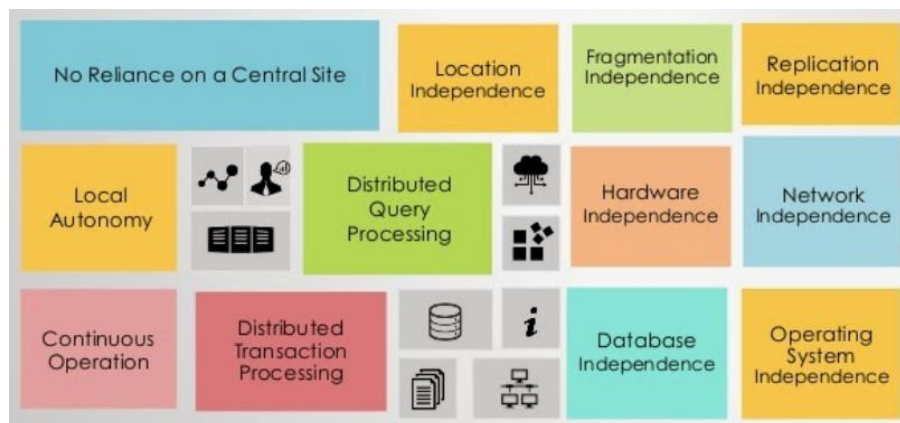 No Reliance on a Central Site
Location
Independence
Fragmentation
Independence
Replication
Independence
Local
Autonomy
Distributed
Query
Processing
Hardware
Independence
Network
Independence
Continuous
Operation
Distributed
Transaction
Processing
i
Database
Independence
Operating
System
Independence